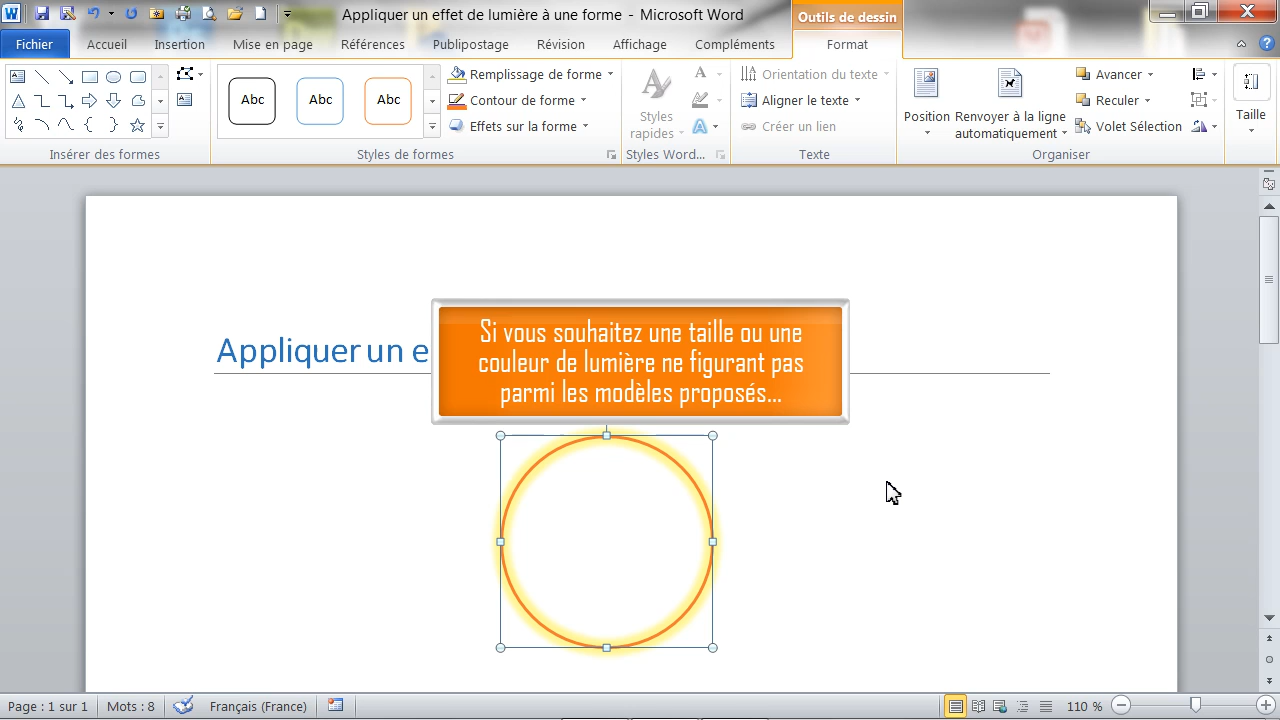 Appliquer un effet de lumière à une forme - Microsoft Word
Outils de dessin
Fichier
Accueil
Insertion
Mise en page
Références
Publipostage
Révision
Affichage
Compléments
Format
Abc
Abc
Abc
Remplissage de forme
Contour de forme
Effets sur la forme
Styles
rapides
Orientation du texte
Aligner le texte
Créer un lien
Position
Renvoyer à la ligne
automatiquement
Avancer
Reculer
Volet Sélection
Taille
Insérer des formes
Styles de formes
Styles Word...
Texte
Organiser
Appliquer un e
Si vous souhaitez une taille ou une
couleur de lumière ne figurant pas
parmi les modèles proposés...
Page : 1 sur 1
Mots : 8
Français (France)
110 %